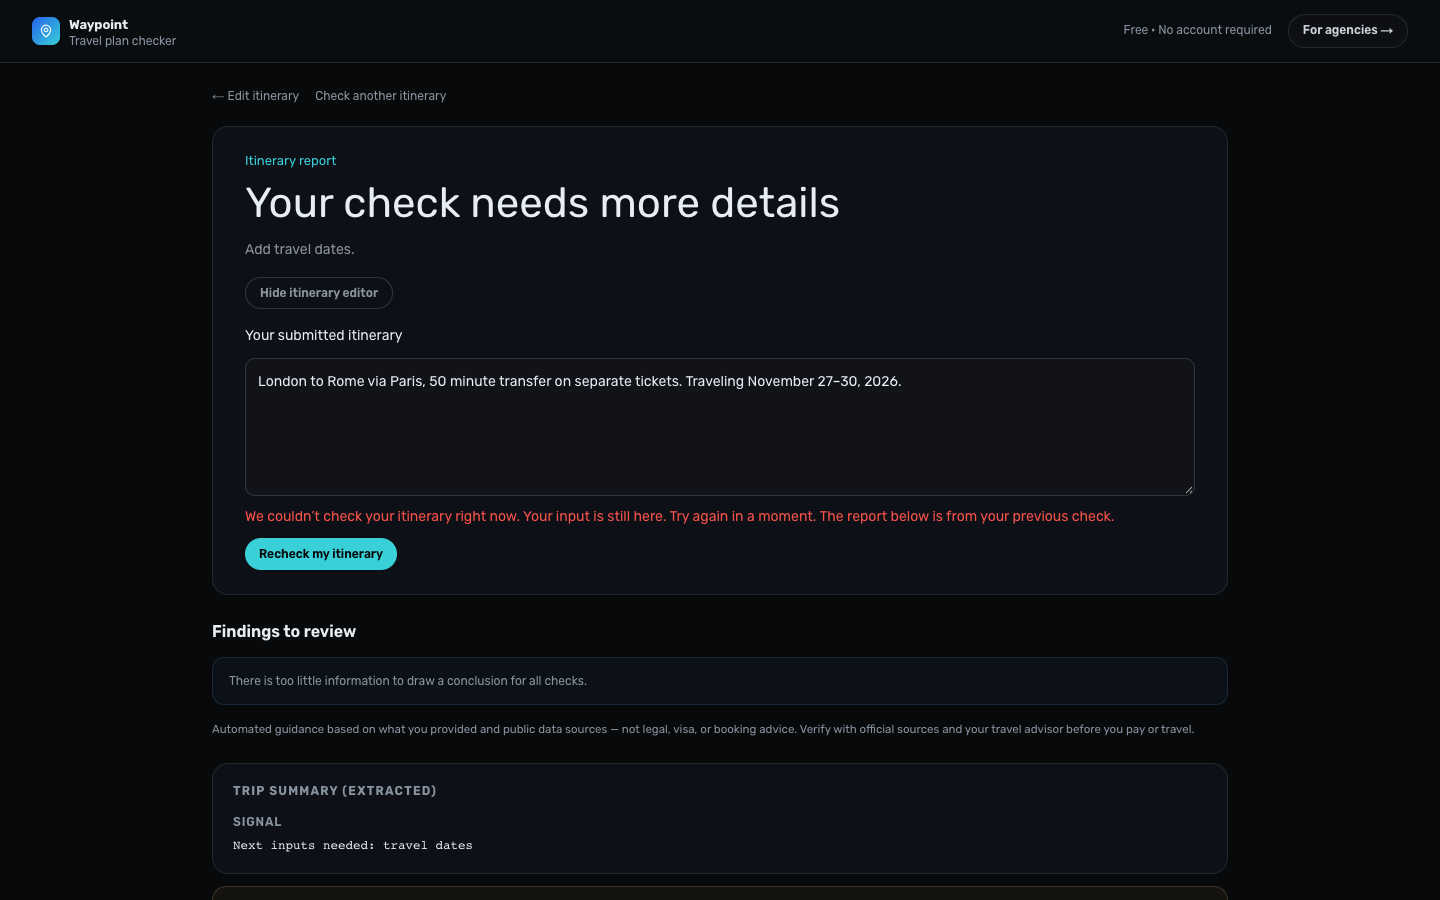 Waypoint
Travel plan checker
Free • No account required
For agencies →
← Edit itinerary
Check another itinerary
Itinerary report
Your check needs more details
Add travel dates.
Hide itinerary editor
Your submitted itinerary
London to Rome via Paris, 50 minute transfer on separate tickets. Traveling November 27–30, 2026.
We couldn’t check your itinerary right now. Your input is still here. Try again in a moment. The report below is from your previous check.
Recheck my itinerary
Findings to review
There is too little information to draw a conclusion for all checks.
Automated guidance based on what you provided and public data sources — not legal, visa, or booking advice. Verify with official sources and your travel advisor before you pay or travel.
TRIP SUMMARY (EXTRACTED)
SIGNAL
Next inputs needed: travel dates